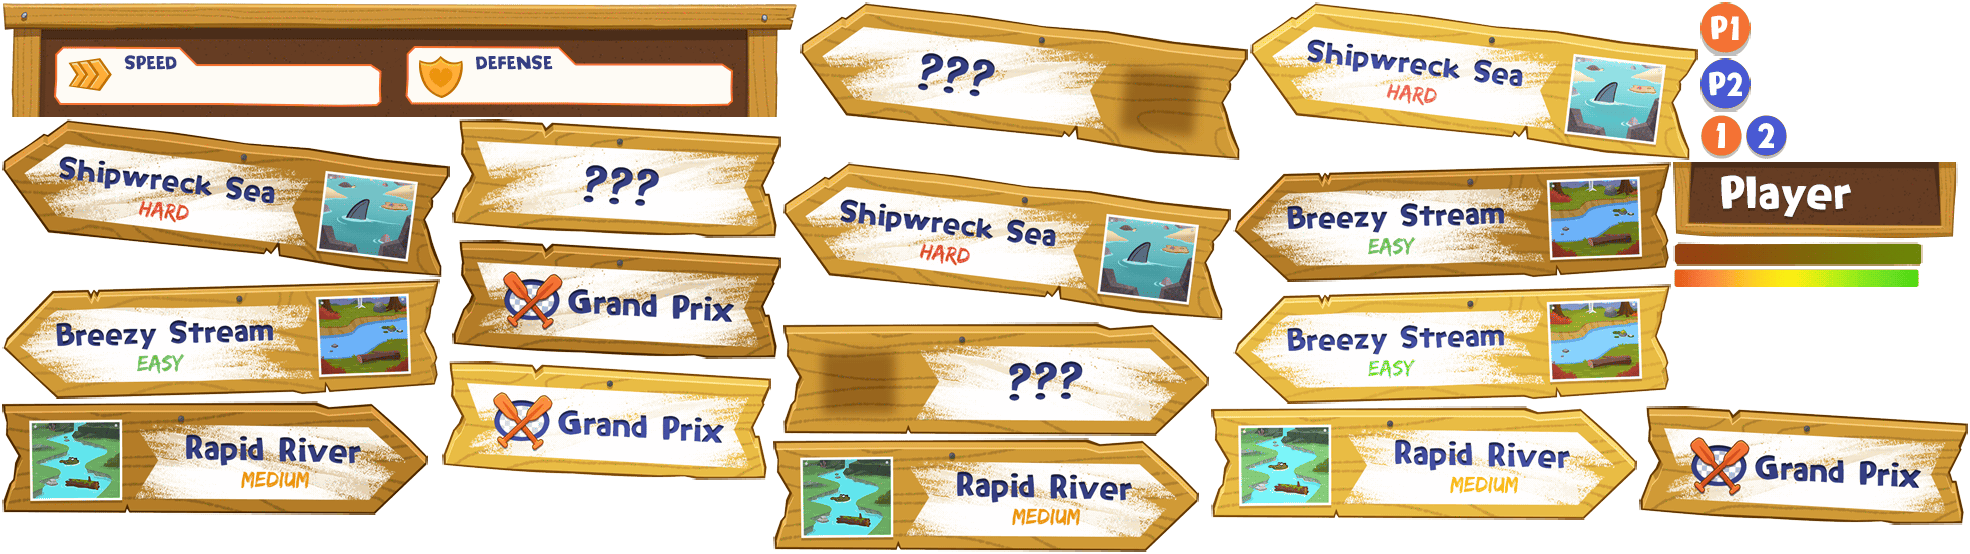 SPEED
DEFENSE
???
Shipwreck Sea
HARD
P1
P2
1 2
Shipwreck Sea
HARD
???
Shipwreck Sea
HARD
Breezy Stream
EASY
Player
Grand Prix
Breezy Stream
EASY
Breezy Stream
EASY
???
Grand Prix
Rapid River
MEDIUM
Rapid River
MEDIUM
Rapid River
MEDIUM
Grand Prix